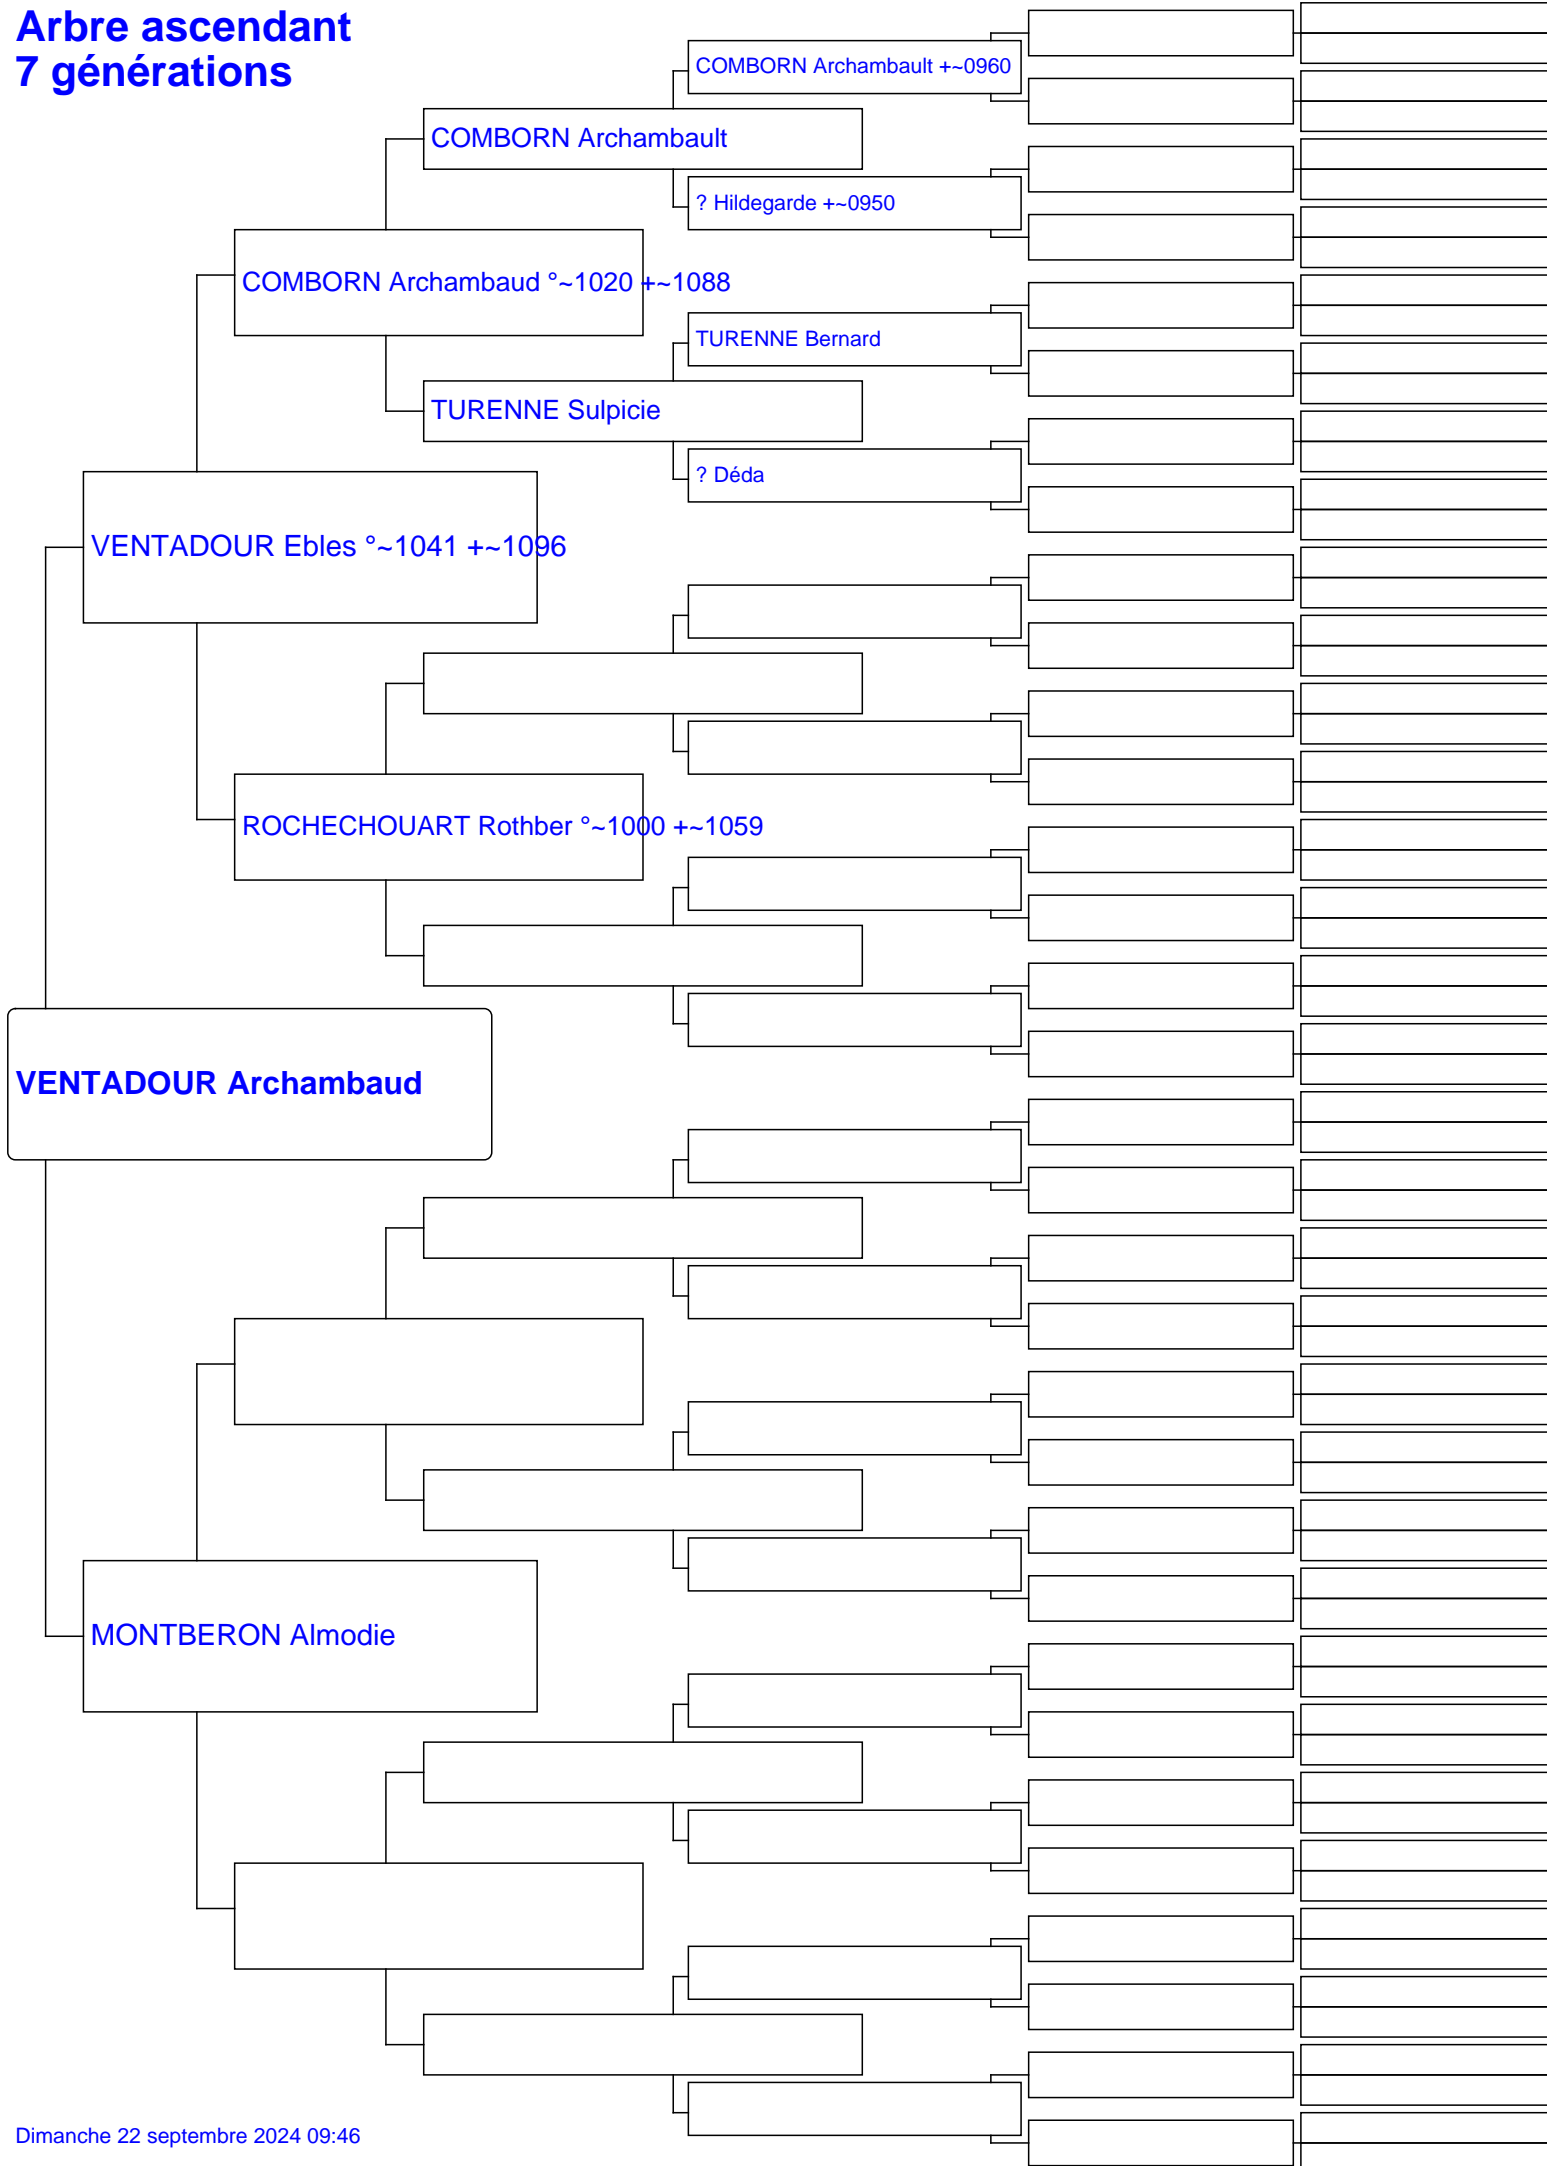 Arbre ascendant
7 générations
COMBORN Archambault +~0960
COMBORN Archambault
? Hildegarde +~0950
COMBORN Archambaud °~1020 +~1088
TURENNE Bernard
TURENNE Sulpicie
? Déda
VENTADOUR Ebles °~1041 +~1096
ROCHECHOUART Rothber °~1000 +~1059
VENTADOUR Archambaud
MONTBERON Almodie
Dimanche 22 septembre 2024 09:46